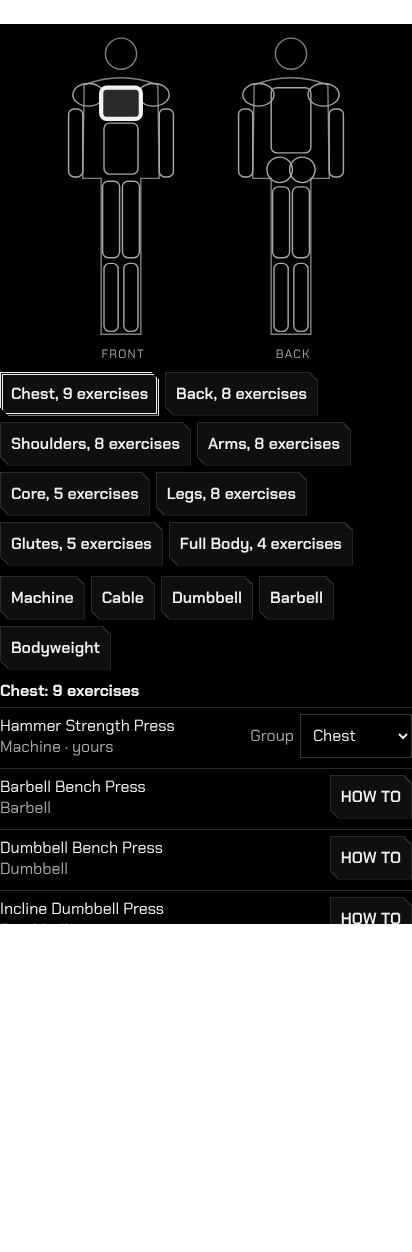 FRONT BACK
Chest, 9 exercises Back, 8 exercises
Shoulders, 8 exercises Arms, 8 exercises
Core, 5 exercises Legs, 8 exercises
Glutes, 5 exercises Full Body, 4 exercises
Machine Cable Dumbbell Barbell
Bodyweight
Chest: 9 exercises
Hammer Strength Press
Machine · yours
Group Chest
Barbell Bench Press
Barbell
HOW TO
Dumbbell Bench Press
Dumbbell
HOW TO
Incline Dumbbell Press
HOW TO